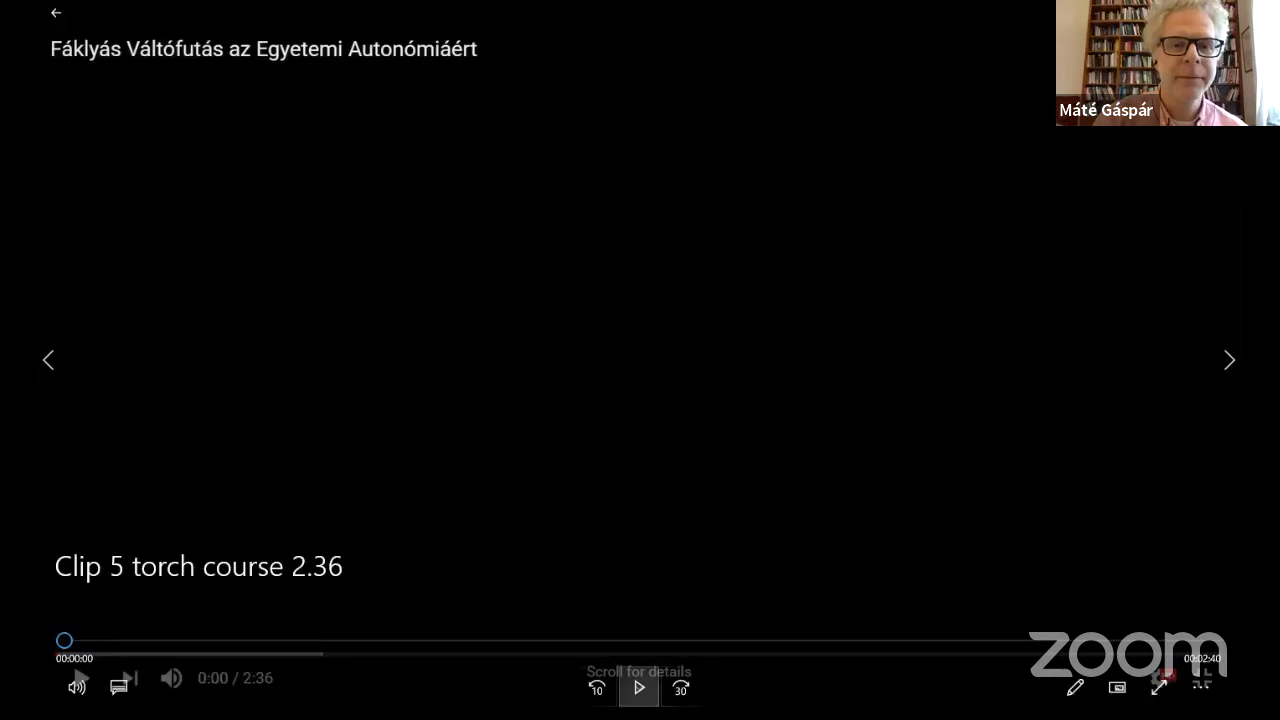 Fáklyás Váltófutás az Egyetemi Autonómiáért
Máté Gáspár
Clip 5 torch course 2.36
00:00:00
00:02:40
0:00 / 2:36
Scroll for details
10
30
zoom